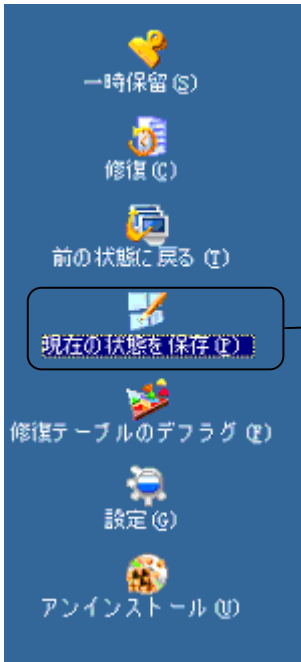 一時保留(S)
修復(C)
前の状態に戻る (T)
現在の状態を保存(P)
修復テーブルのデフラグ (F)
設定(G)
アンインストール(U)